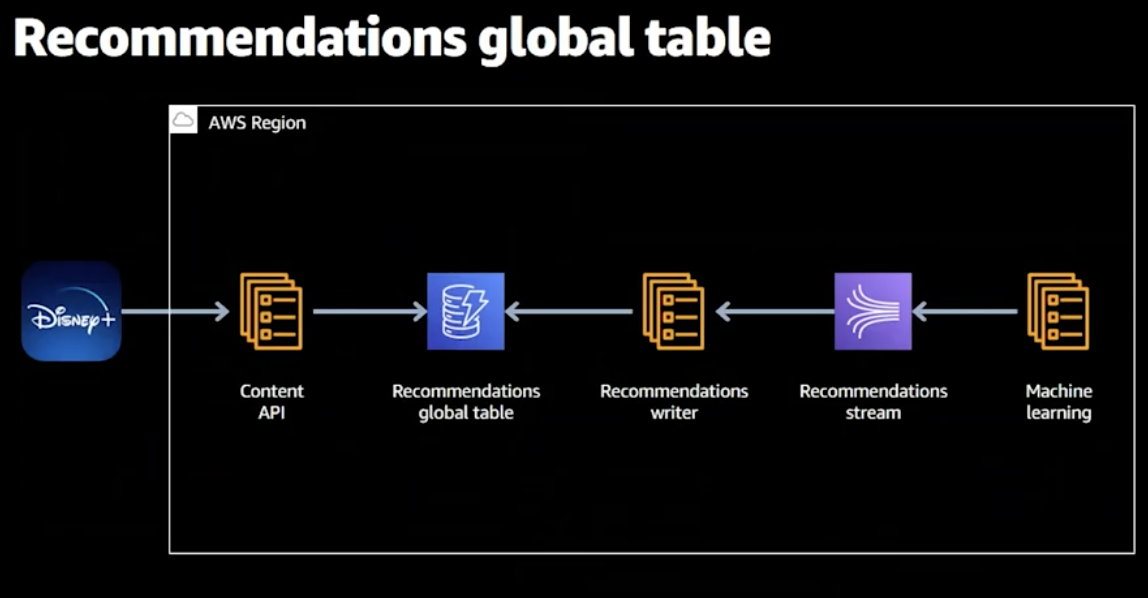 Recommendations global table
AWS Region
Disney+
Content
API
Recommendations
global table
Recommendations
writer
Recommendations
stream
Machine
learning